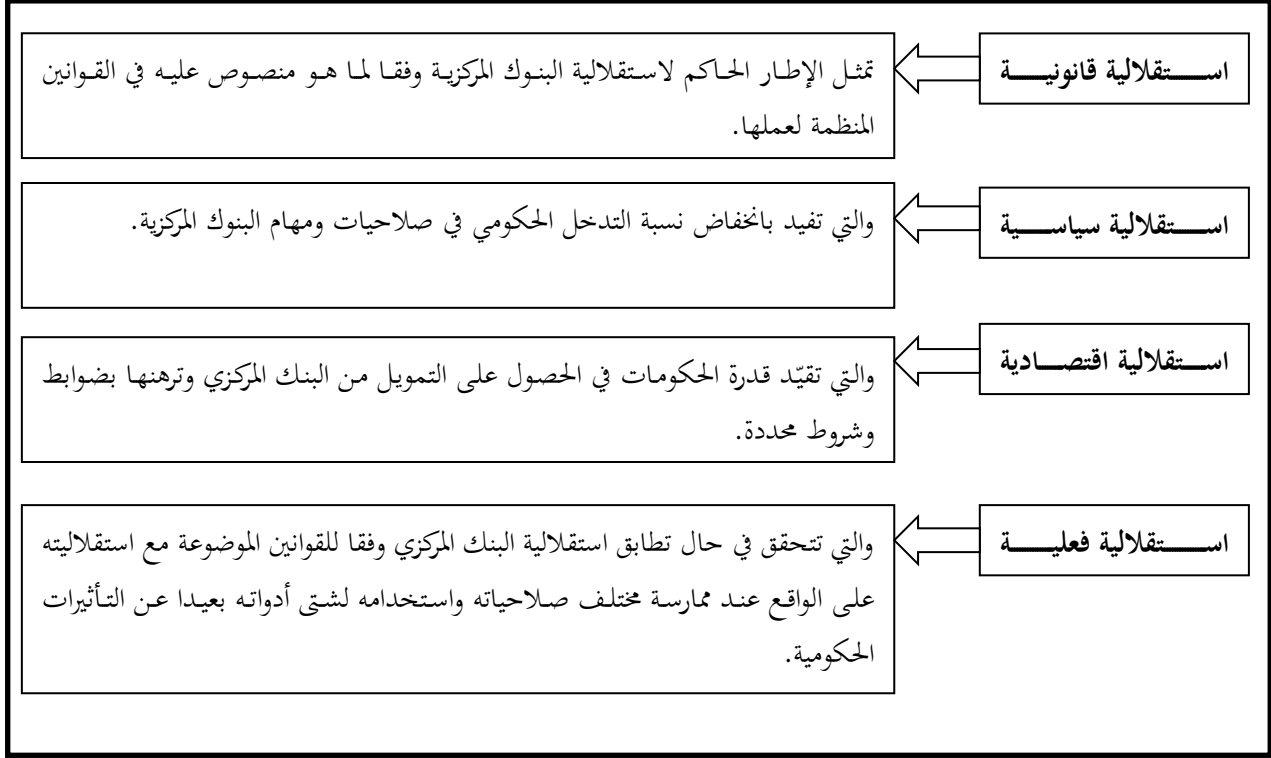 استقلالية قانونية
تمثل الإطار الحاكم لاستقلالية البنوك المركزية وفقا لما هو منصوص عليه في القوانين
المنظمة لعملها.
استقلالية سياسية
والتي تفيد بانخفاض نسبة التدخل الحكومي في صلاحيات ومهام البنوك المركزية.
استقلالية اقتصادية
والتي تقيّد قدرة الحكومات في الحصول على التمويل من البنك المركزي وترهنها بضوابط
وشروط محددة.
استقلالية فعلية
والتي تتحقق في حال تطابق استقلالية البنك المركزي وفقا للقوانين الموضوعة مع استقلاليته
على الواقع عند ممارسة مختلف صلاحياته واستخدامه لشتى أدواته بعيدا عن التأثيرات
الحكومية.